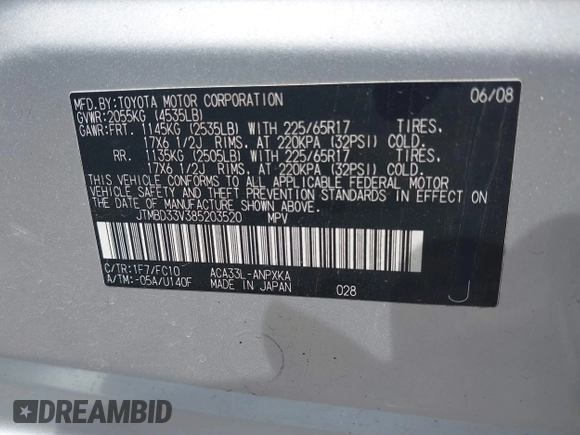 MFD.BY:TOYOTA MOTOR CORPORATION 06/08
GVWR:2055KG (4535LB)
GAWR:FRT. 1145KG (2535LB) WITH 225/65R17 TIRES.
17X6 1/2J RIMS. AT 220KPA (32PSI) COLD.
RR. 1135KG (2505LB) WITH 225/65R17 TIRES.
17X6 1/2J RIMS. AT 220KPA (32PSI) COLD.
THIS VEHICLE CONFORMS TO ALL APPLICABLE FEDERAL MOTOR
VEHICLE SAFETY AND THEFT PREVENTION STANDARDS IN EFFECT ON
THE DATE OF MANUFACTURE SHOWN ABOVE.
JTMBD33V385203520 MPV
C/TR:1F7/FC10 ACA33L-ANPXKA
A/TM:-05A/U140F MADE IN JAPAN 028 J
DREAMBID